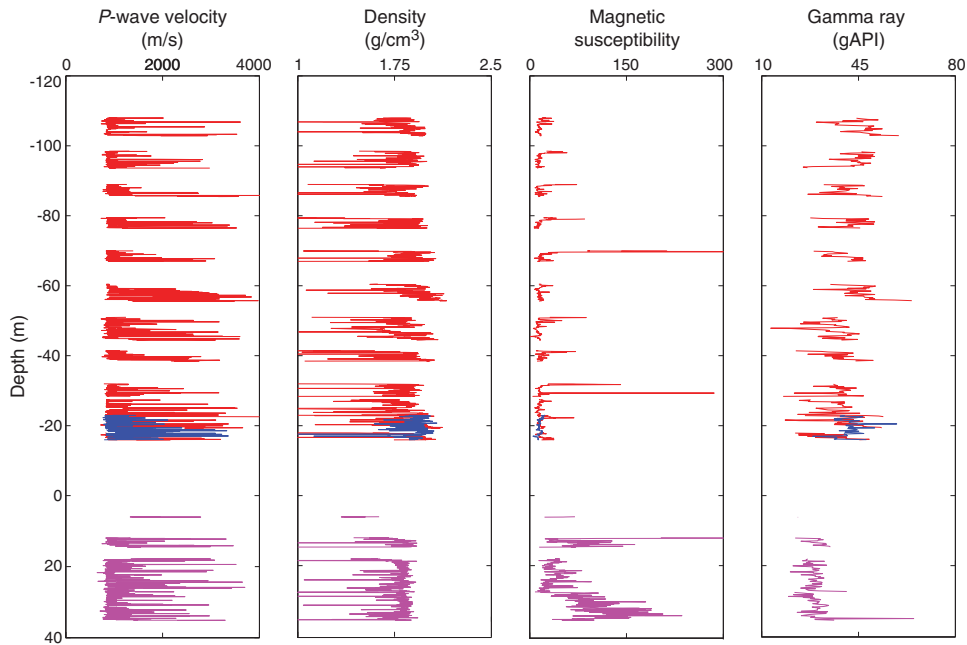 P-wave velocity
(m/s)
Density
(g/cm3)
Magnetic
susceptibility
Gamma ray
(gAPI)
0 2000 4000 1 1.75 2.5 0 150 300 10 45 80
-120
-100
-80
-60
-40
-20
0
20
40
Depth (m)